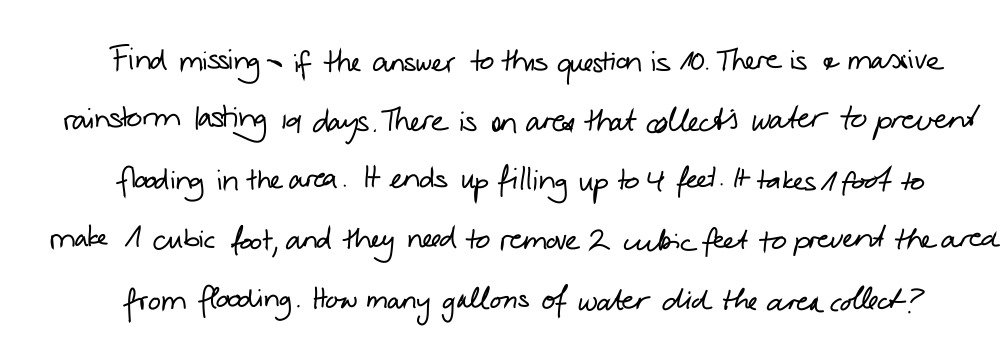 Find missing ~ if the answer to this question is 10. There is a massive
rainstorm lasting 19 days. There is an area that collects water to prevent
flooding in the area. It ends up filling up to 4 feet. It takes 1 foot to
make 1 cubic foot, and they need to remove 2 cubic feet to prevent the area
from flooding. How many gallons of water did the area collect?